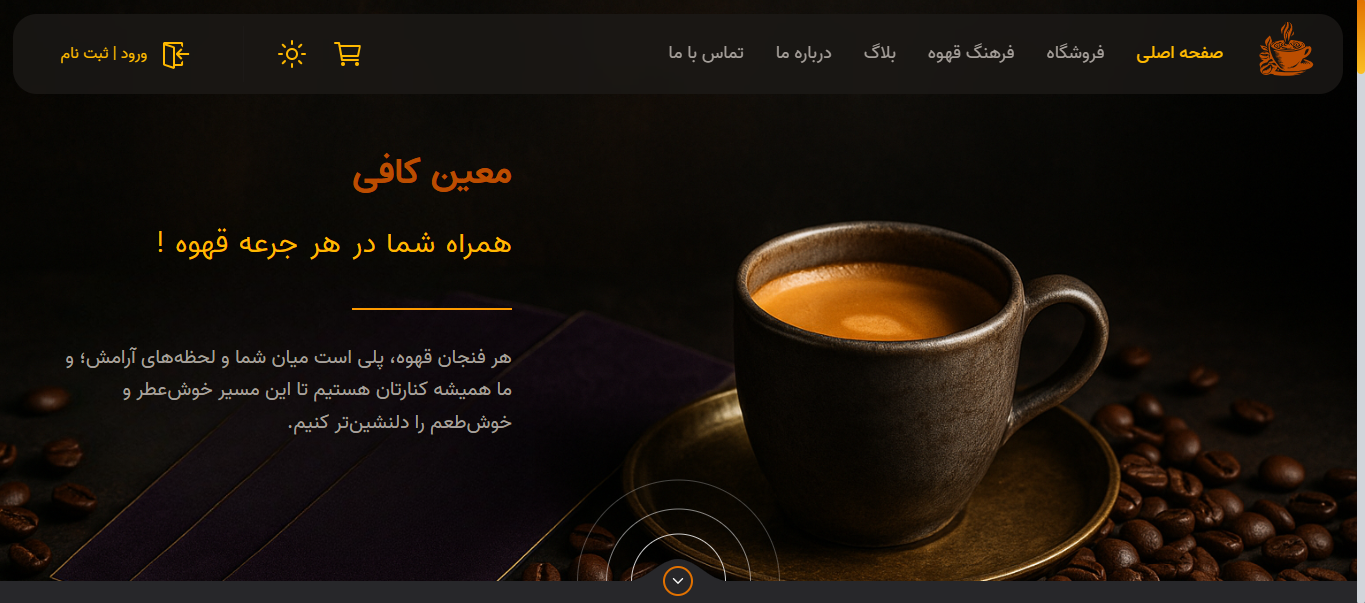 صفحه اصلی
فروشگاه
فرهنگ قهوه
بلاگ
درباره ما
تماس با ما
ورود | ثبت نام
معین کافی
همراه شما در هر جرعه قهوه !
هر فنجان قهوه، پلی است میان شما و لحظه‌های آرامش؛ و
ما همیشه کنارتان هستیم تا این مسیر خوش‌عطر و
خوش‌طعم را دلنشین‌تر کنیم.